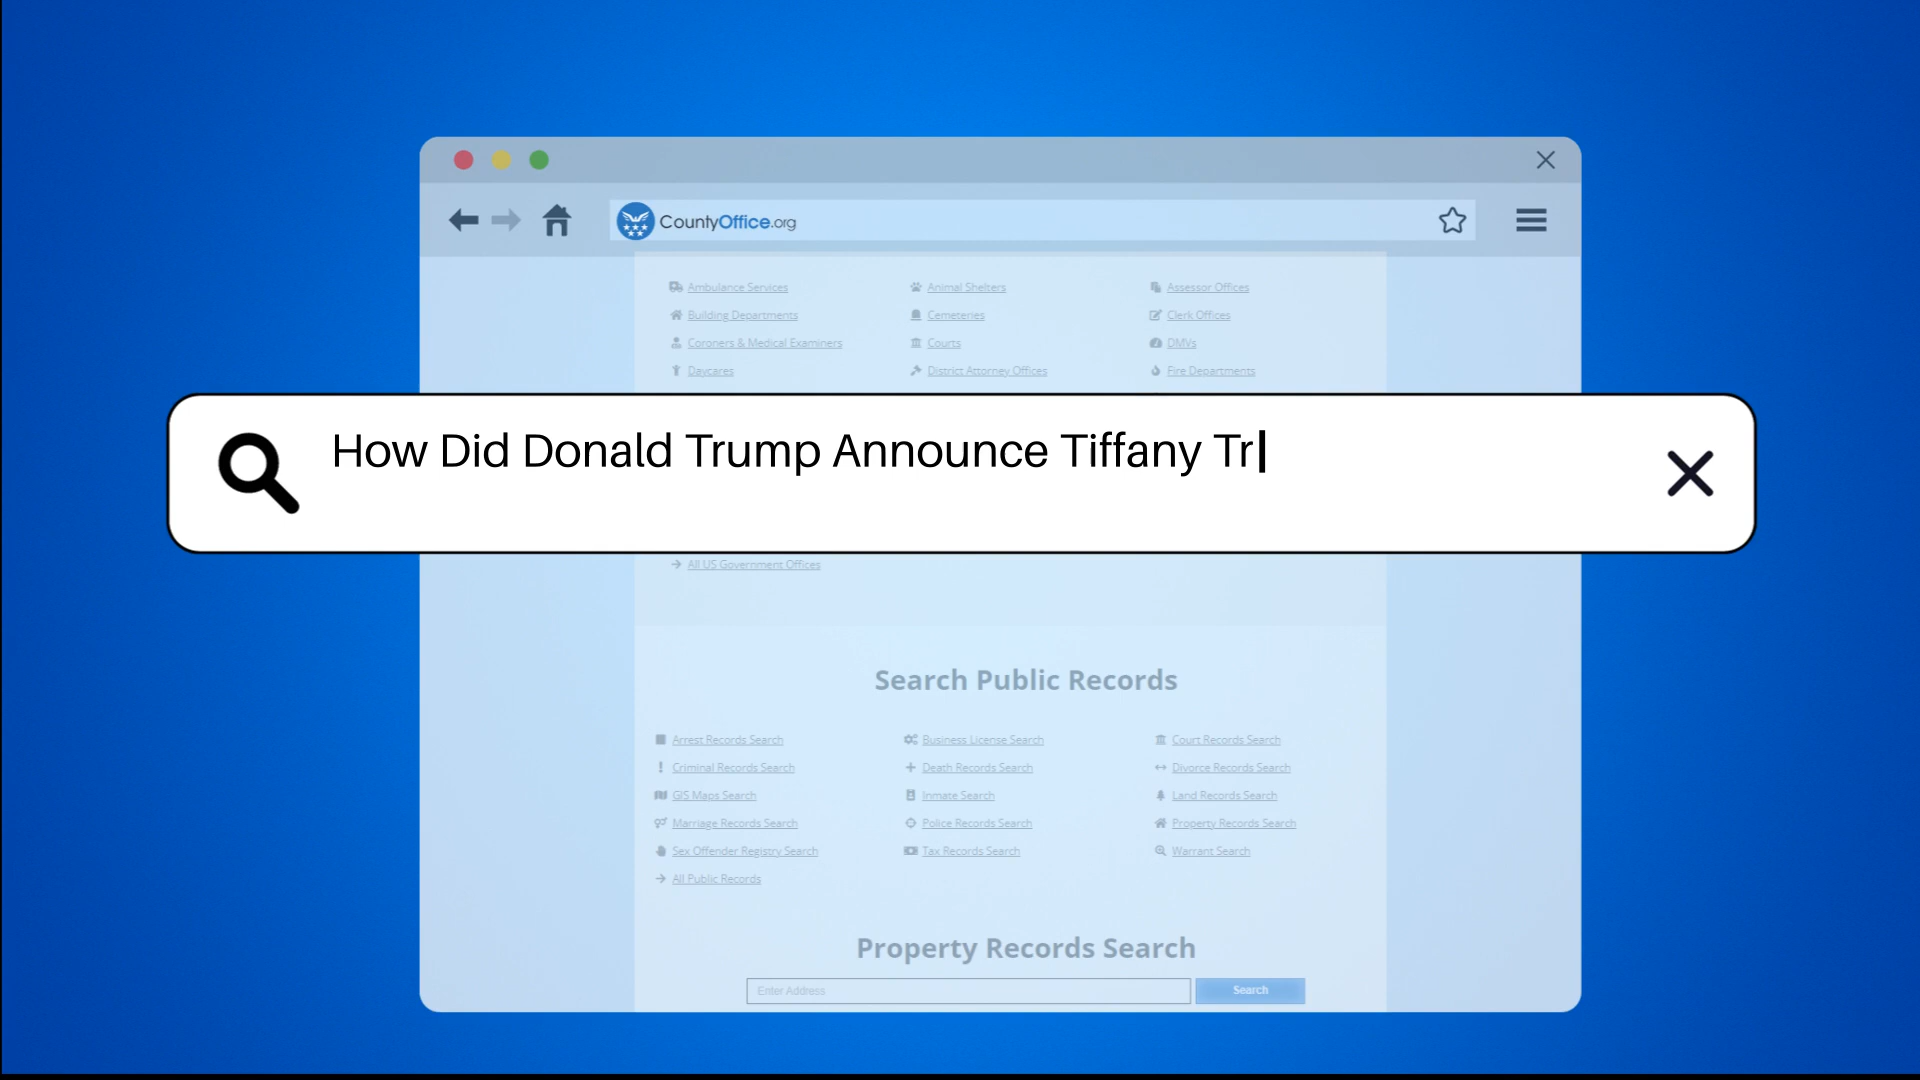 CountyOffice.org
Ambulance Services Animal Shelters Assessor Offices
Building Departments Cemeteries Clerk Offices
Coroners & Medical Examiners Courts DMVs
Daycares District Attorney Offices Fire Departments
How Did Donald Trump Announce Tiffany Tr
All US Government Offices
Search Public Records
Arrest Records Search Business License Search Court Records Search
Criminal Records Search Death Records Search Divorce Records Search
GIS Maps Search Inmate Search Land Records Search
Marriage Records Search Police Records Search Property Records Search
Sex Offender Registry Search Tax Records Search Warrant Search
All Public Records
Property Records Search
Enter Address Search